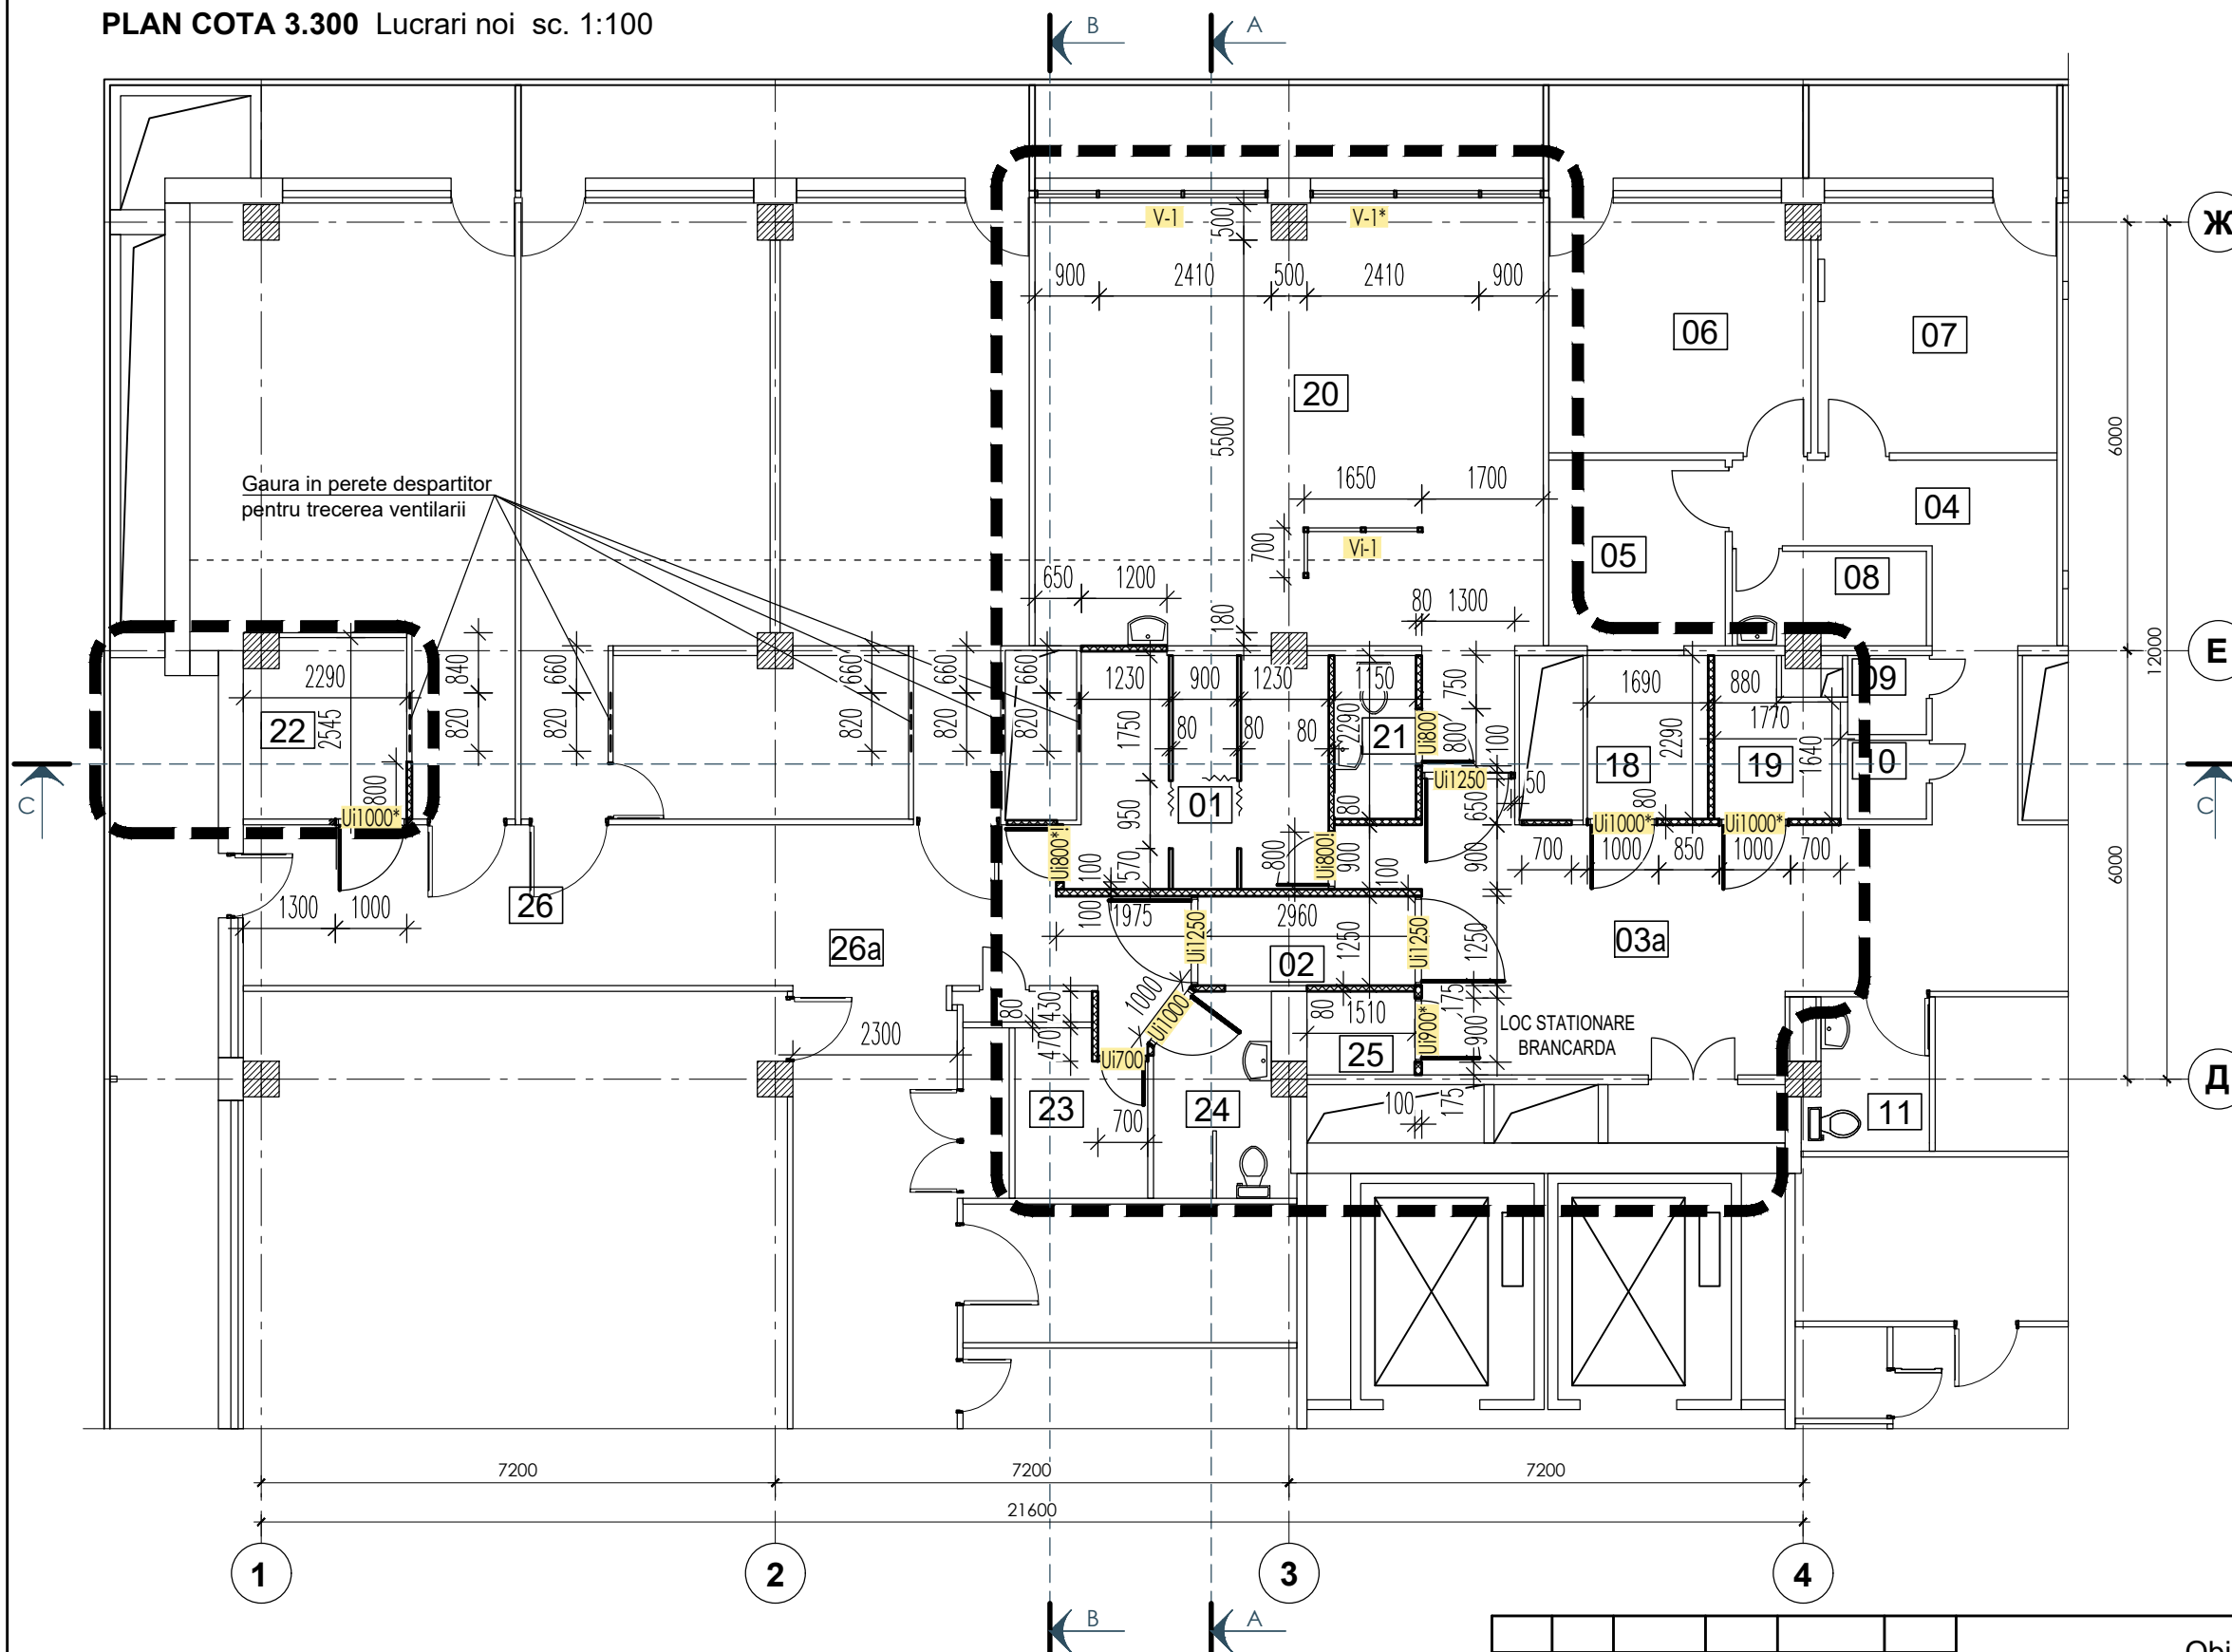 PLAN COTA 3.300 Lucrari noi sc. 1:100
B A
V-1 V-1*
Ж
500
900 2410 500 2410 900
06 07
20
6000
5500
Gaura in perete despartitor
pentru trecerea ventilarii
1650 1700
04
700 Vi-1
05 08
650 1200
180
80 1300
12000
E
840 660 660 660 660
820 820 820 820 820
2290
22 2545
800
Ui1000*
1230 900 1230 1150
1750 80 80 80 2290
21 Ui800
750 800 100
Ui1250
1690 880
1770
2290
18 19 1640
09
10
C C
01
950 80 650 50
80
Ui800*! Ui800!
100 570 800 900 100 900
Ui1000* Ui1000*
700 1000 850 1000 700
6000
1300 1000
26
26a
100 1975 2960
Ui1250 1250 Ui1250 1250
02
03a
1000
80 430 Ui1000
470 Ui700
80 1510
25 Ui900*
175 900
LOC STATIONARE
BRANCARDA
2300
Д
23 24
700
100 175
11
7200 7200 7200
21600
1 2 3 4
B A
Obi